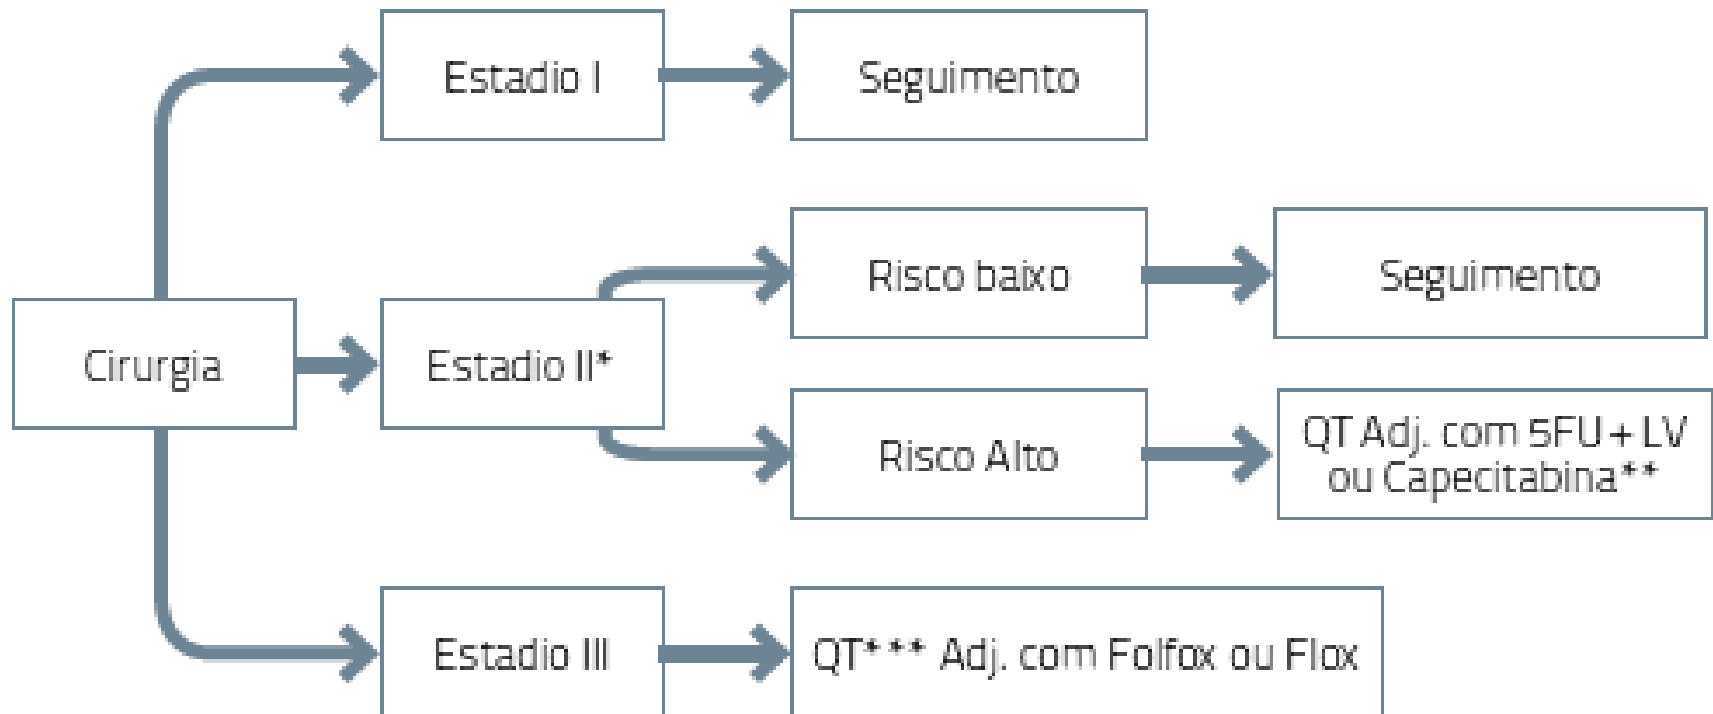 Estadio I
Seguimento
Risco baixo
Seguimento
Cirurgia
Estadio II*
Risco Alto
QT Adj. com 5FU + LV
ou Capecitabina**
Estadio III
QT*** Adj. com Folfox ou Flox